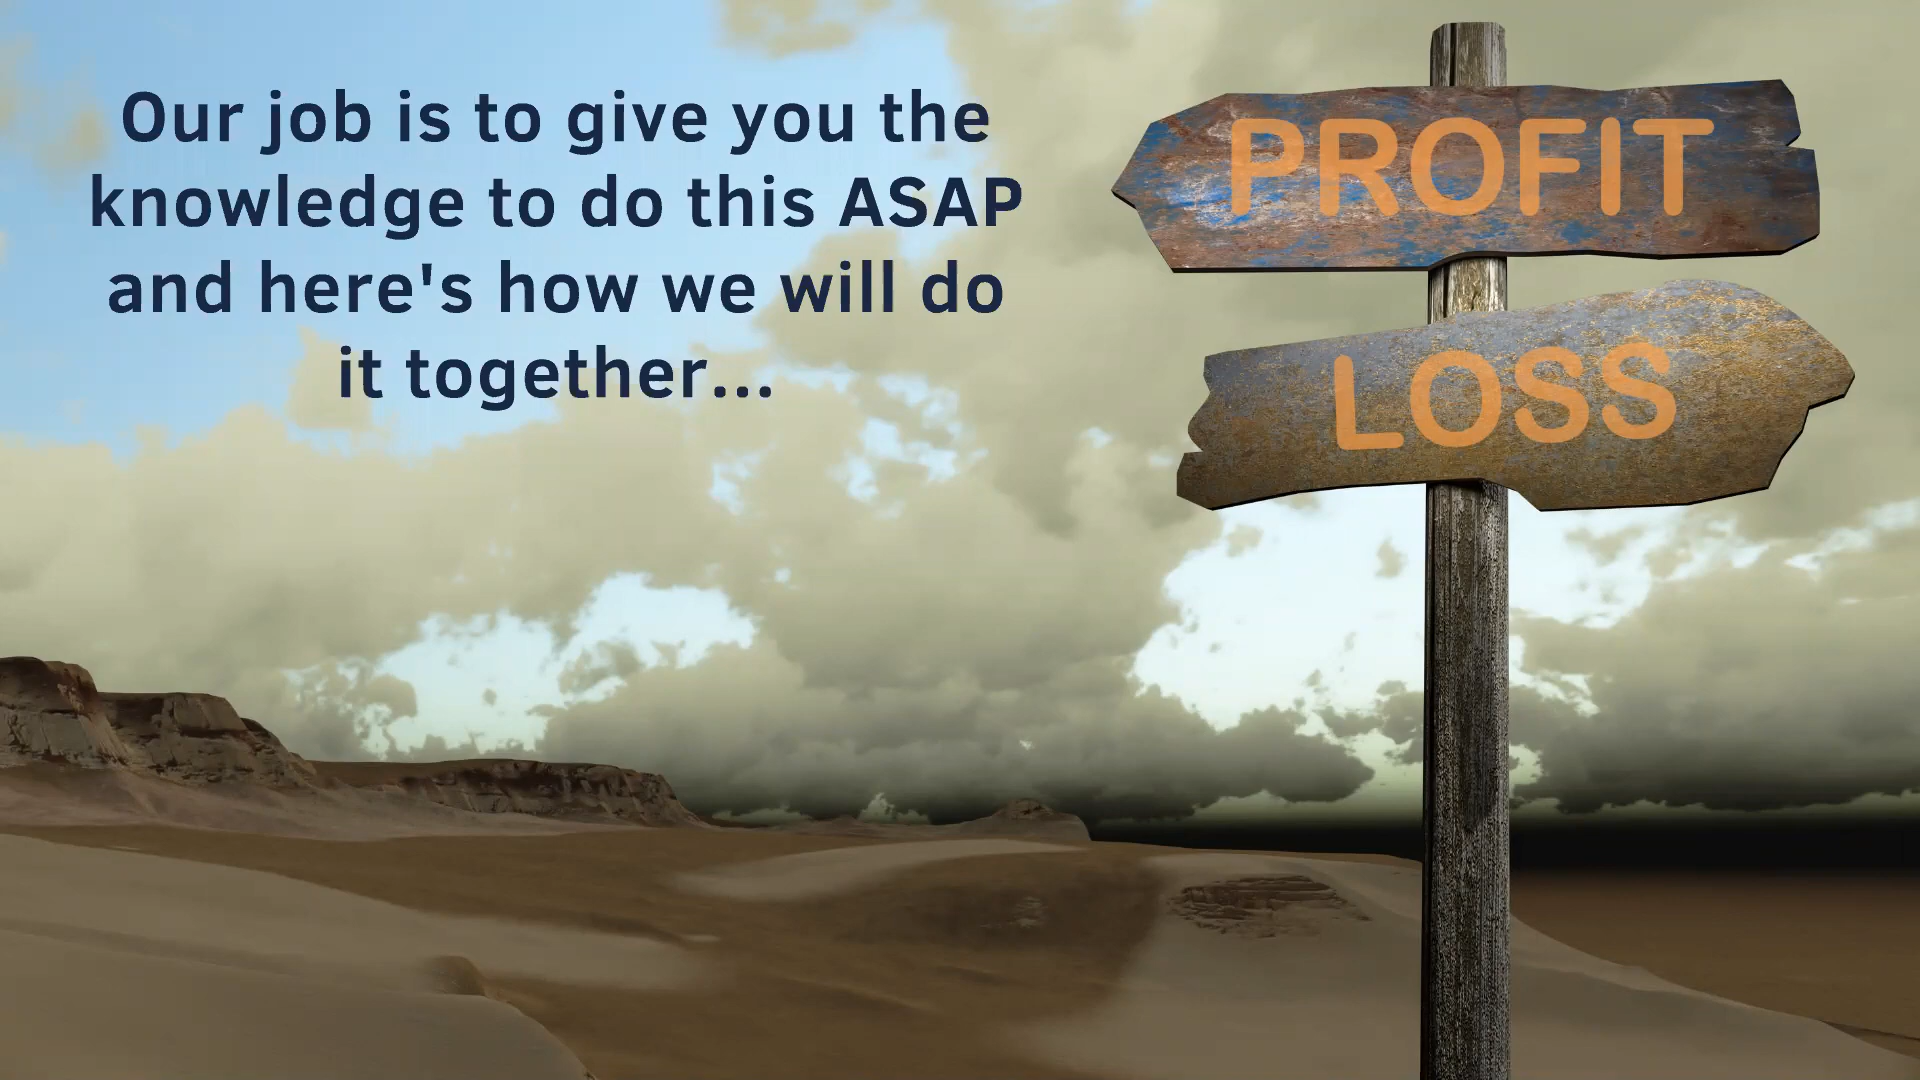 Our job is to give you the
knowledge to do this ASAP
and here's how we will do
it together...
PROFIT
LOSS